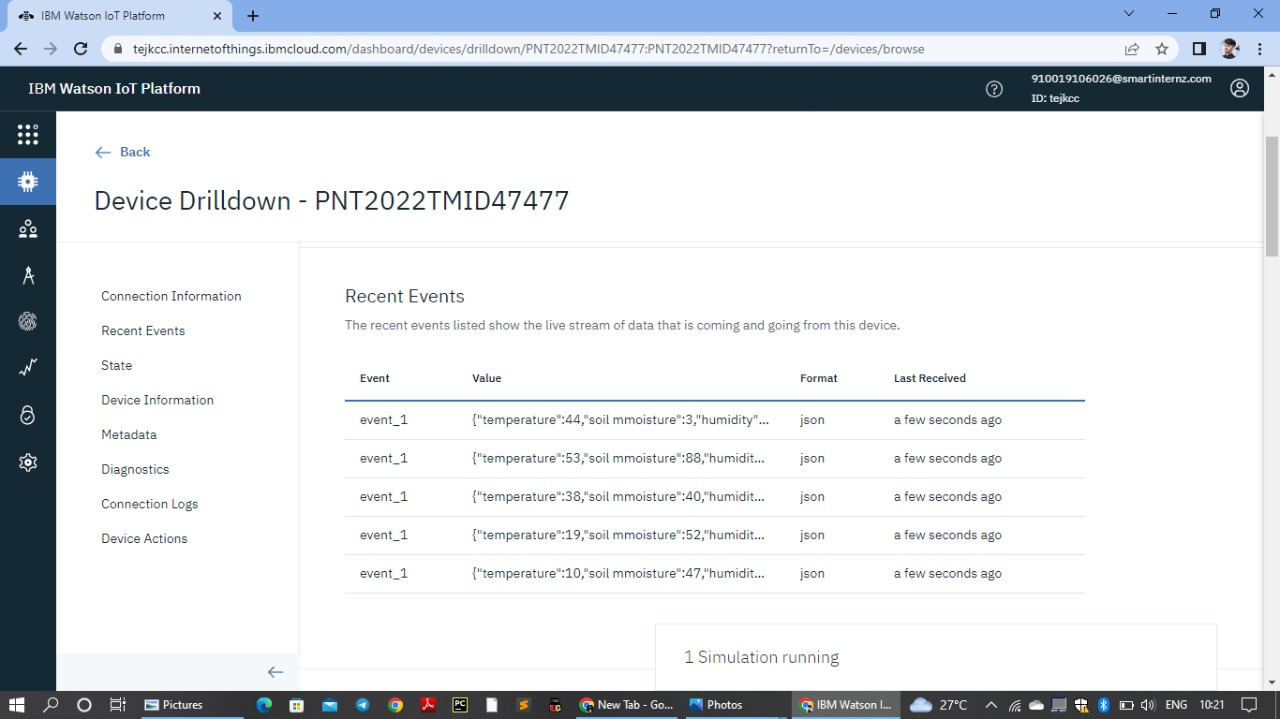 IBM Watson IoT Platform
tejkcc.internetofthings.ibmcloud.com/dashboard/devices/drilldown/PNT2022TMID47477:PNT2022TMID47477?returnTo=/devices/browse
IBM Watson IoT Platform
910019106026@smartinternz.com
ID: tejkcc
Back
Device Drilldown - PNT2022TMID47477
Connection Information
Recent Events
State
Device Information
Metadata
Diagnostics
Connection Logs
Device Actions
Recent Events
The recent events listed show the live stream of data that is coming and going from this device.
Event Value Format Last Received
event_1 {"temperature":44,"soil mmoisture":3,"humidity"... json a few seconds ago
event_1 {"temperature":53,"soil mmoisture":88,"humidit... json a few seconds ago
event_1 {"temperature":38,"soil mmoisture":40,"humidit... json a few seconds ago
event_1 {"temperature":19,"soil mmoisture":52,"humidit... json a few seconds ago
event_1 {"temperature":10,"soil mmoisture":47,"humidit... json a few seconds ago
1 Simulation running
Pictures PC New Tab - Go... Photos IBM Watson I... 27°C ENG 10:21